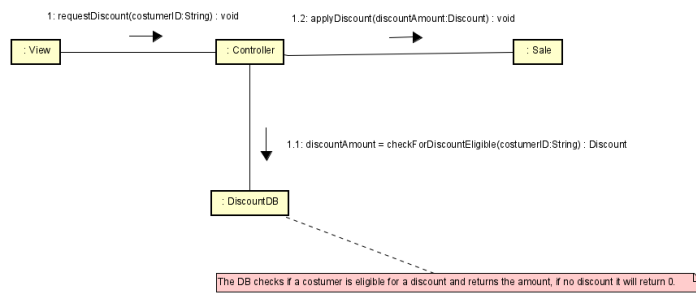 1: requestDiscount(costumerID:String) : void
1.2: applyDiscount(discountAmount:Discount) : void
: View
: Controller
: Sale
1.1: discountAmount = checkForDiscountEligible(costumerID:String) : Discount
: DiscountDB
The DB checks if a costumer is eligible for a discount and returns the amount, if no discount it will return 0.